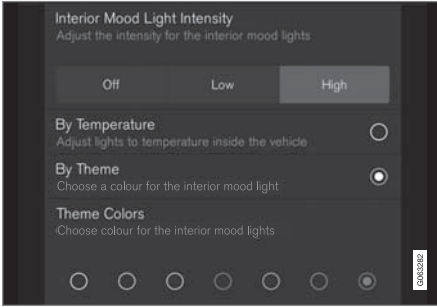 Interior Mood Light Intensity
Adjust the intensity for the interior mood lights
Off Low High
By Temperature
Adjust lights to temperature inside the vehicle
By Theme
Choose a colour for the interior mood light
Theme Colors
Choose colour for the interior mood lights
G063282